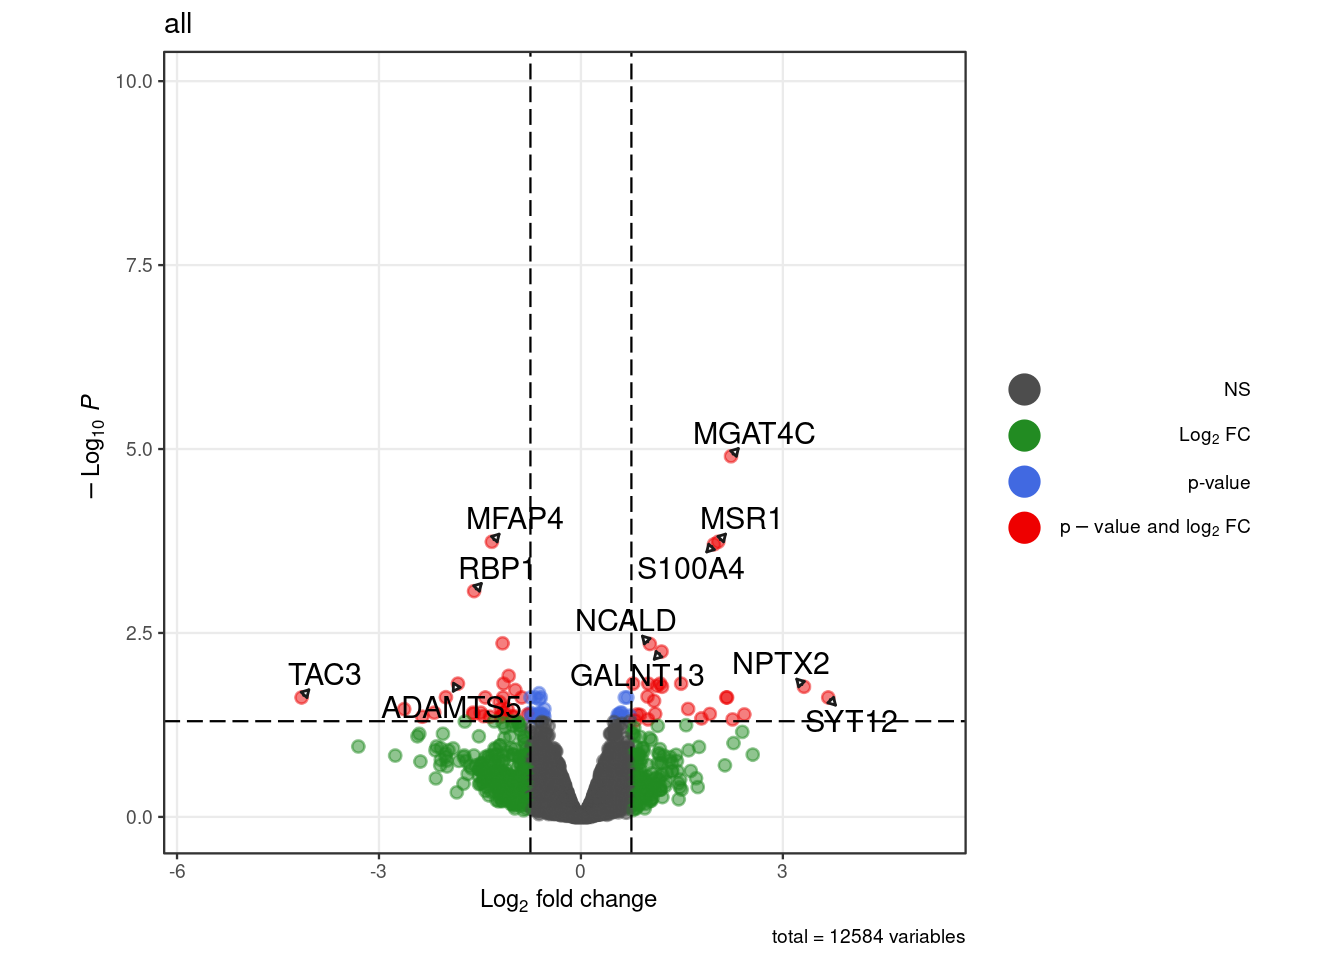 all
10.0
7.5
5.0
2.5
0.0
− Log₁₀ P
MGAT4C
MFAP4
MSR1
RBP1
S100A4
NCALD
TAC3
GALNT13
NPTX2
ADAMTS5
SYT12
-6
-3
0
3
Log₂ fold change
NS
Log₂ FC
p-value
p − value and log₂ FC
total = 12584 variables